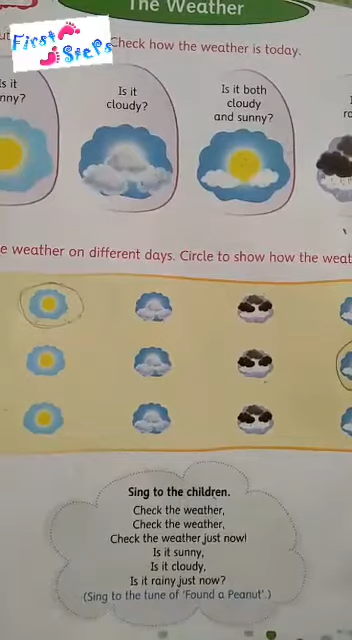 The Weather
First Steps
Check how the weather is today.
Is it
nny?
Is it
cloudy?
Is it both
cloudy
and sunny?
e weather on different days. Circle to show how the weat
Sing to the children.
Check the weather,
Check the weather,
Check the weather just now!
Is it sunny,
Is it cloudy,
Is it rainy just now?
(Sing to the tune of ‘Found a Peanut’.)